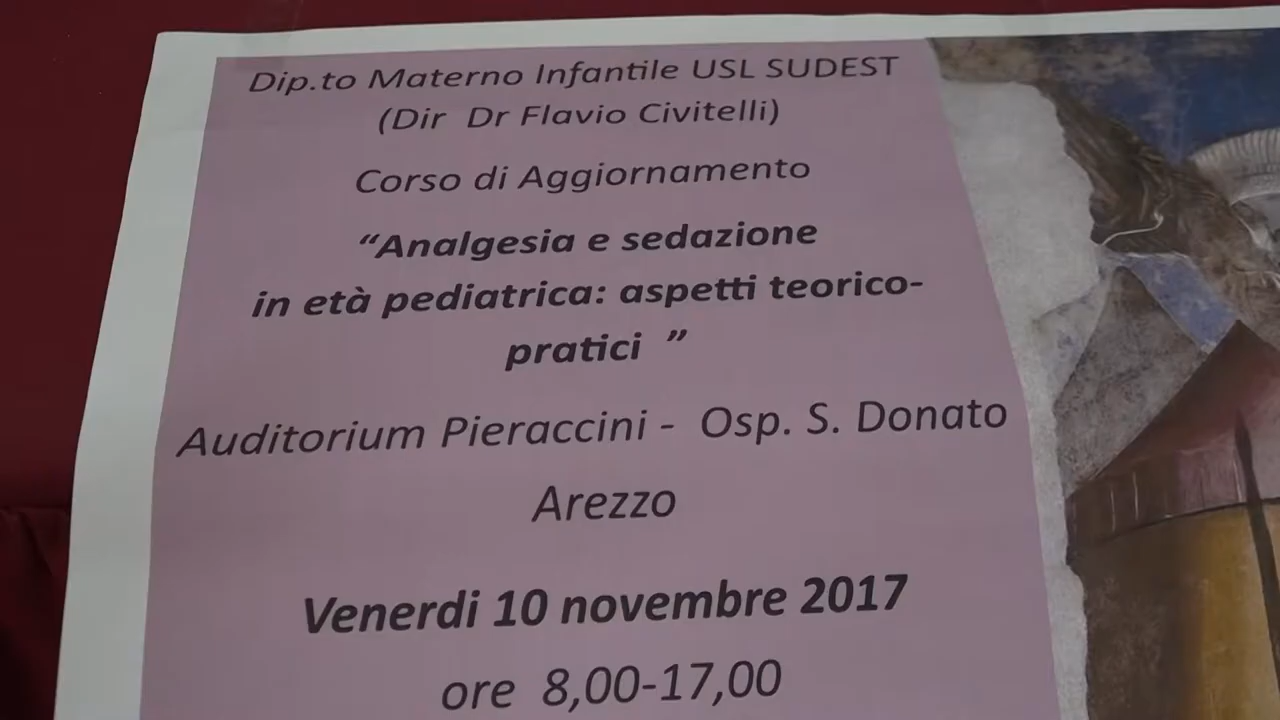 Dip.to Materno Infantile USL SUDEST
(Dir Dr Flavio Civitelli)
Corso di Aggiornamento
“Analgesia e sedazione
in età pediatrica: aspetti teorico-
pratici ”
Auditorium Pieraccini - Osp. S. Donato
Arezzo
Venerdi 10 novembre 2017
ore 8,00-17,00